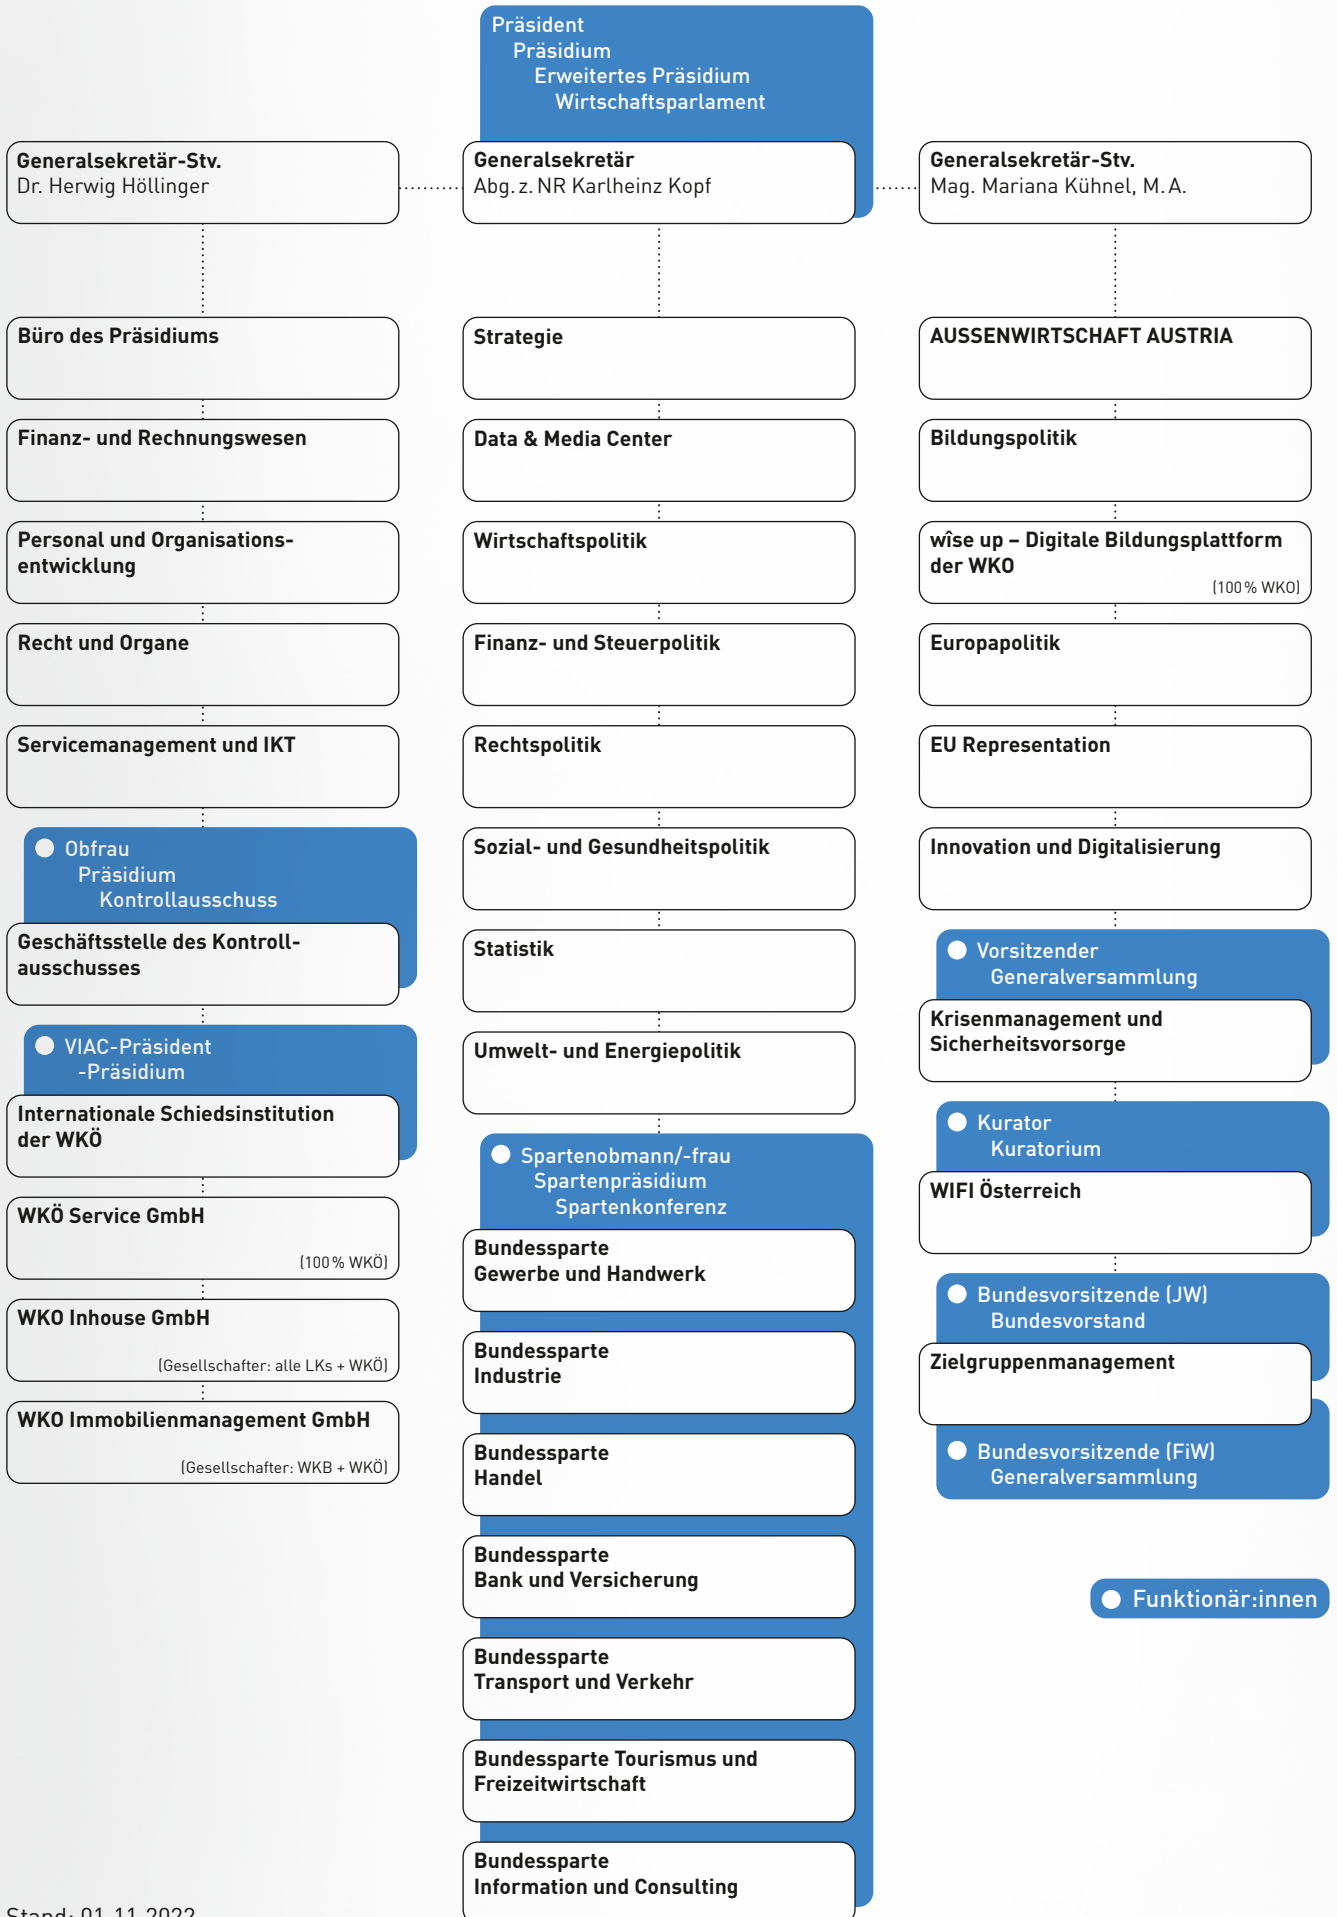 Präsident
Präsidium
Erweitertes Präsidium
Wirtschaftsparlament
Generalsekretär-Stv.
Dr. Herwig Höllinger
Generalsekretär
Abg. z. NR Karlheinz Kopf
Generalsekretär-Stv.
Mag. Mariana Kühnel, M. A.
Büro des Präsidiums
Finanz- und Rechnungswesen
Personal und Organisations-
entwicklung
Recht und Organe
Servicemanagement und IKT
Obfrau
Präsidium
Kontrollausschuss
Geschäftsstelle des Kontroll-
ausschusses
VIAC-Präsident
-Präsidium
Internationale Schiedsinstitution
der WKÖ
WKÖ Service GmbH
(100 % WKÖ)
WKO Inhouse GmbH
(Gesellschafter: alle LKs + WKÖ)
WKO Immobilienmanagement GmbH
(Gesellschafter: WKB + WKÖ)
Strategie
Data & Media Center
Wirtschaftspolitik
Finanz- und Steuerpolitik
Rechtspolitik
Sozial- und Gesundheitspolitik
Statistik
Umwelt- und Energiepolitik
Spartenobmann/-frau
Spartenpräsidium
Spartenkonferenz
Bundessparte
Gewerbe und Handwerk
Bundessparte
Industrie
Bundessparte
Handel
Bundessparte
Bank und Versicherung
Bundessparte
Transport und Verkehr
Bundessparte Tourismus und
Freizeitwirtschaft
Bundessparte
Information und Consulting
AUSSENWIRTSCHAFT AUSTRIA
Bildungspolitik
wîse up – Digitale Bildungsplattform
der WKO
(100 % WKO)
Europapolitik
EU Representation
Innovation und Digitalisierung
Vorsitzender
Generalversammlung
Krisenmanagement und
Sicherheitsvorsorge
Kurator
Kuratorium
WIFI Österreich
Bundesvorsitzende (JW)
Bundesvorstand
Zielgruppenmanagement
Bundesvorsitzende (FiW)
Generalversammlung
Funktionär:innen
Stand: 01.11.2022